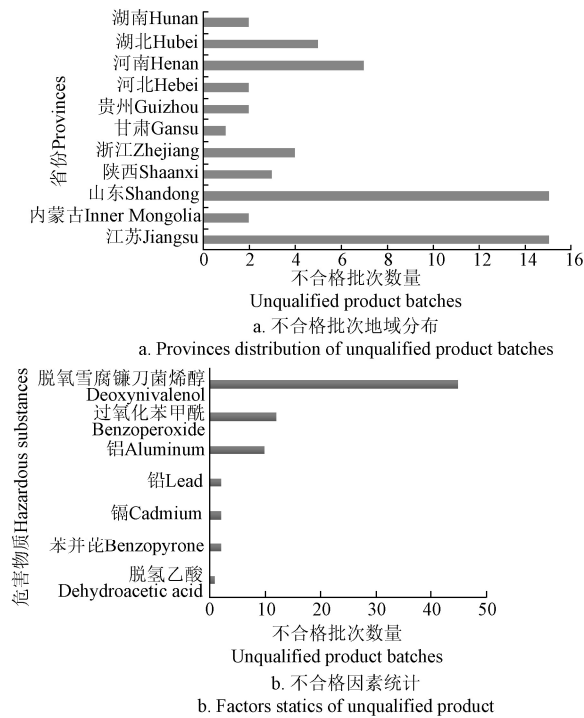 湖南Hunan
湖北Hubei
河南Henan
河北Hebei
贵州Guizhou
甘肃Gansu
浙江Zhejiang
陕西Shaanxi
山东Shandong
内蒙古Inner Mongolia
江苏Jiangsu
省份Provinces
0 2 4 6 8 10 12 14 16
不合格批次数量
Unqualified product batches
a. 不合格批次地域分布
a. Provinces distribution of unqualified product batches
脱氧雪腐镰刀菌烯醇
Deoxynivalenol
过氧化苯甲酰
Benzoperoxide
铝Aluminum
铅Lead
镉Cadmium
苯并芘Benzopyrone
脱氢乙酸
Dehydroacetic acid
危害物质Hazardous substances
0 10 20 30 40 50
不合格批次数量
Unqualified product batches
b. 不合格因素统计
b. Factors statics of unqualified product